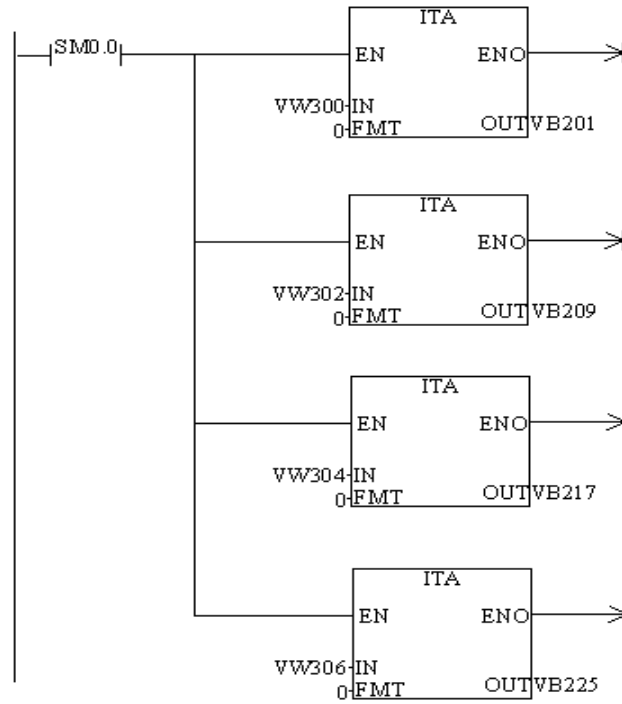 ITA
SM0.0
EN ENO
VW300 IN
0 FMT OUT VB201
ITA
EN ENO
VW302 IN
0 FMT OUT VB209
ITA
EN ENO
VW304 IN
0 FMT OUT VB217
ITA
EN ENO
VW306 IN
0 FMT OUT VB225